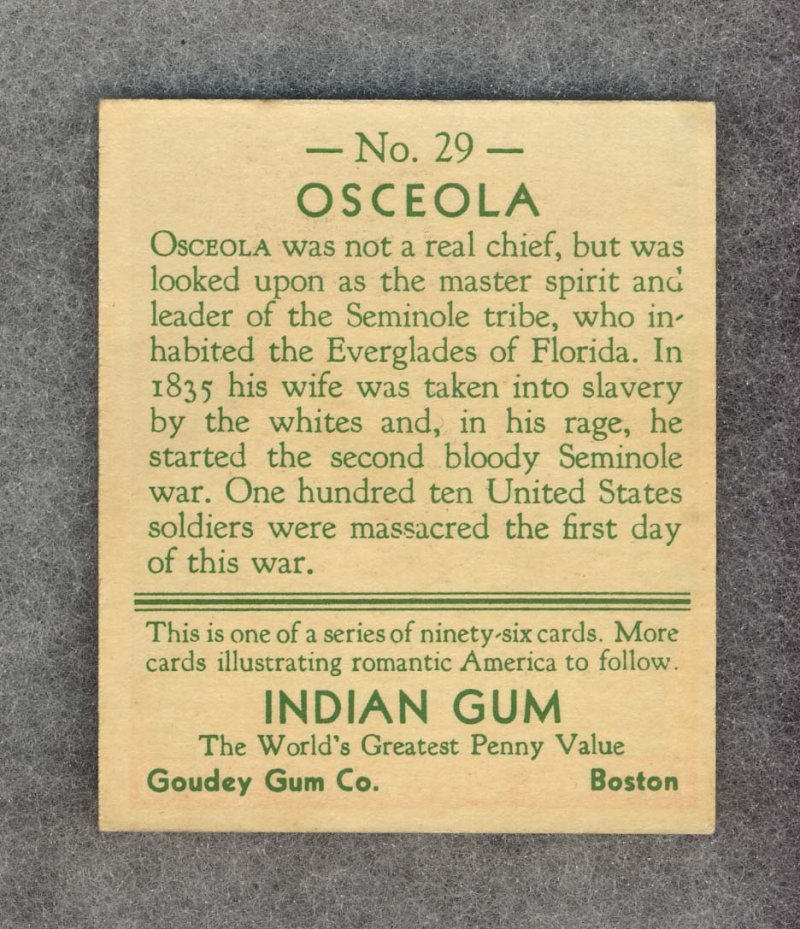 — No. 29 —
OSCEOLA
OSCEOLA was not a real chief, but was
looked upon as the master spirit and
leader of the Seminole tribe, who in-
habited the Everglades of Florida. In
1835 his wife was taken into slavery
by the whites and, in his rage, he
started the second bloody Seminole
war. One hundred ten United States
soldiers were massacred the first day
of this war.
This is one of a series of ninety-six cards. More
cards illustrating romantic America to follow.
INDIAN GUM
The World's Greatest Penny Value
Goudey Gum Co. Boston